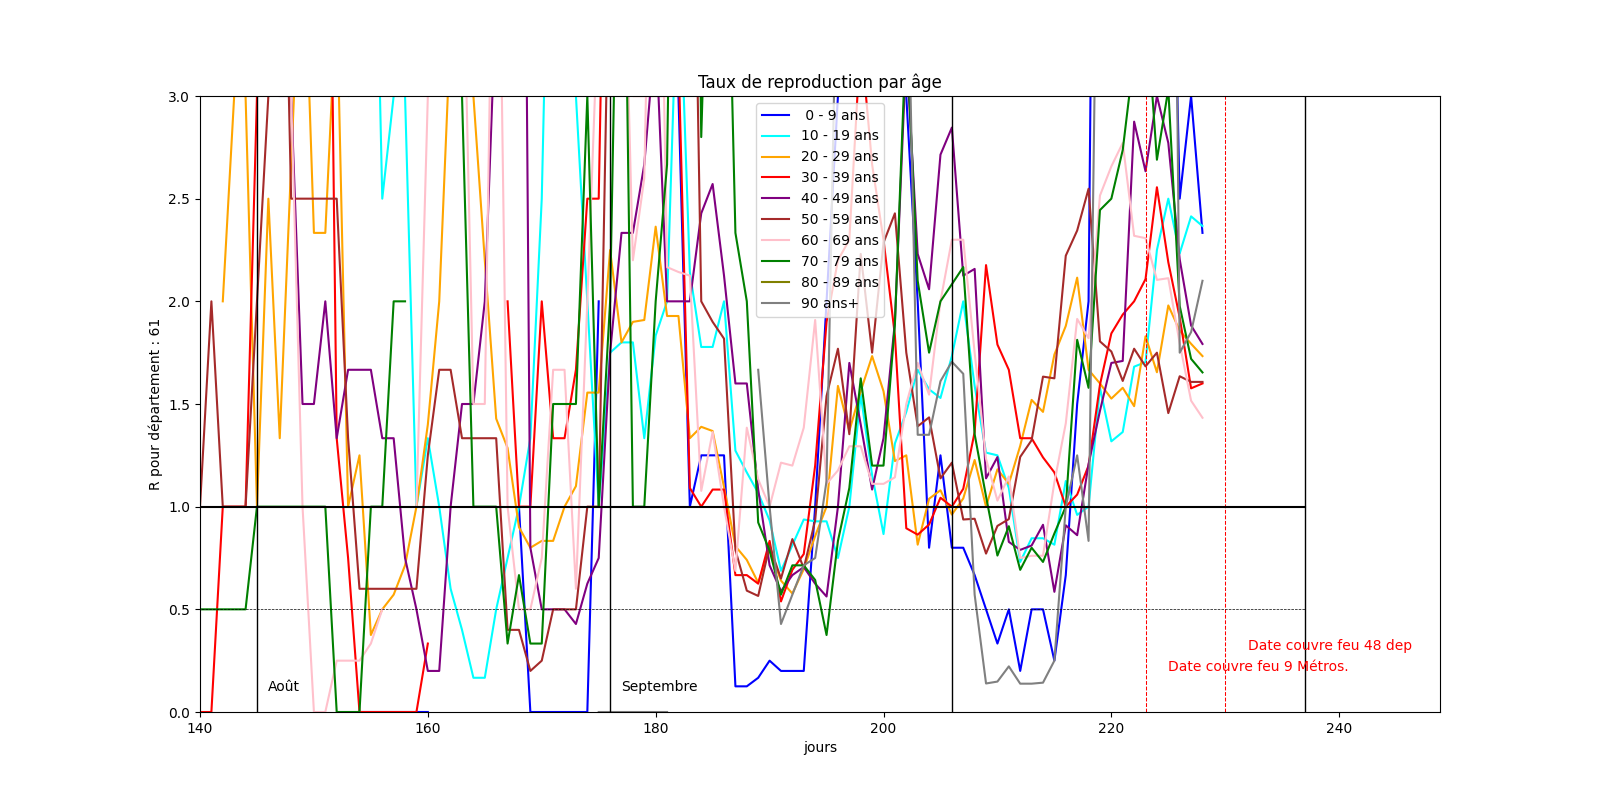 Taux de reproduction par âge
R pour département : 61
3.0
2.5
2.0
1.5
1.0
0.5
0.0
0 - 9 ans
10 - 19 ans
20 - 29 ans
30 - 39 ans
40 - 49 ans
50 - 59 ans
60 - 69 ans
70 - 79 ans
80 - 89 ans
90 ans+
Date couvre feu 48 dep
Date couvre feu 9 Métros.
Août
Septembre
140
160
180
200
220
240
jours